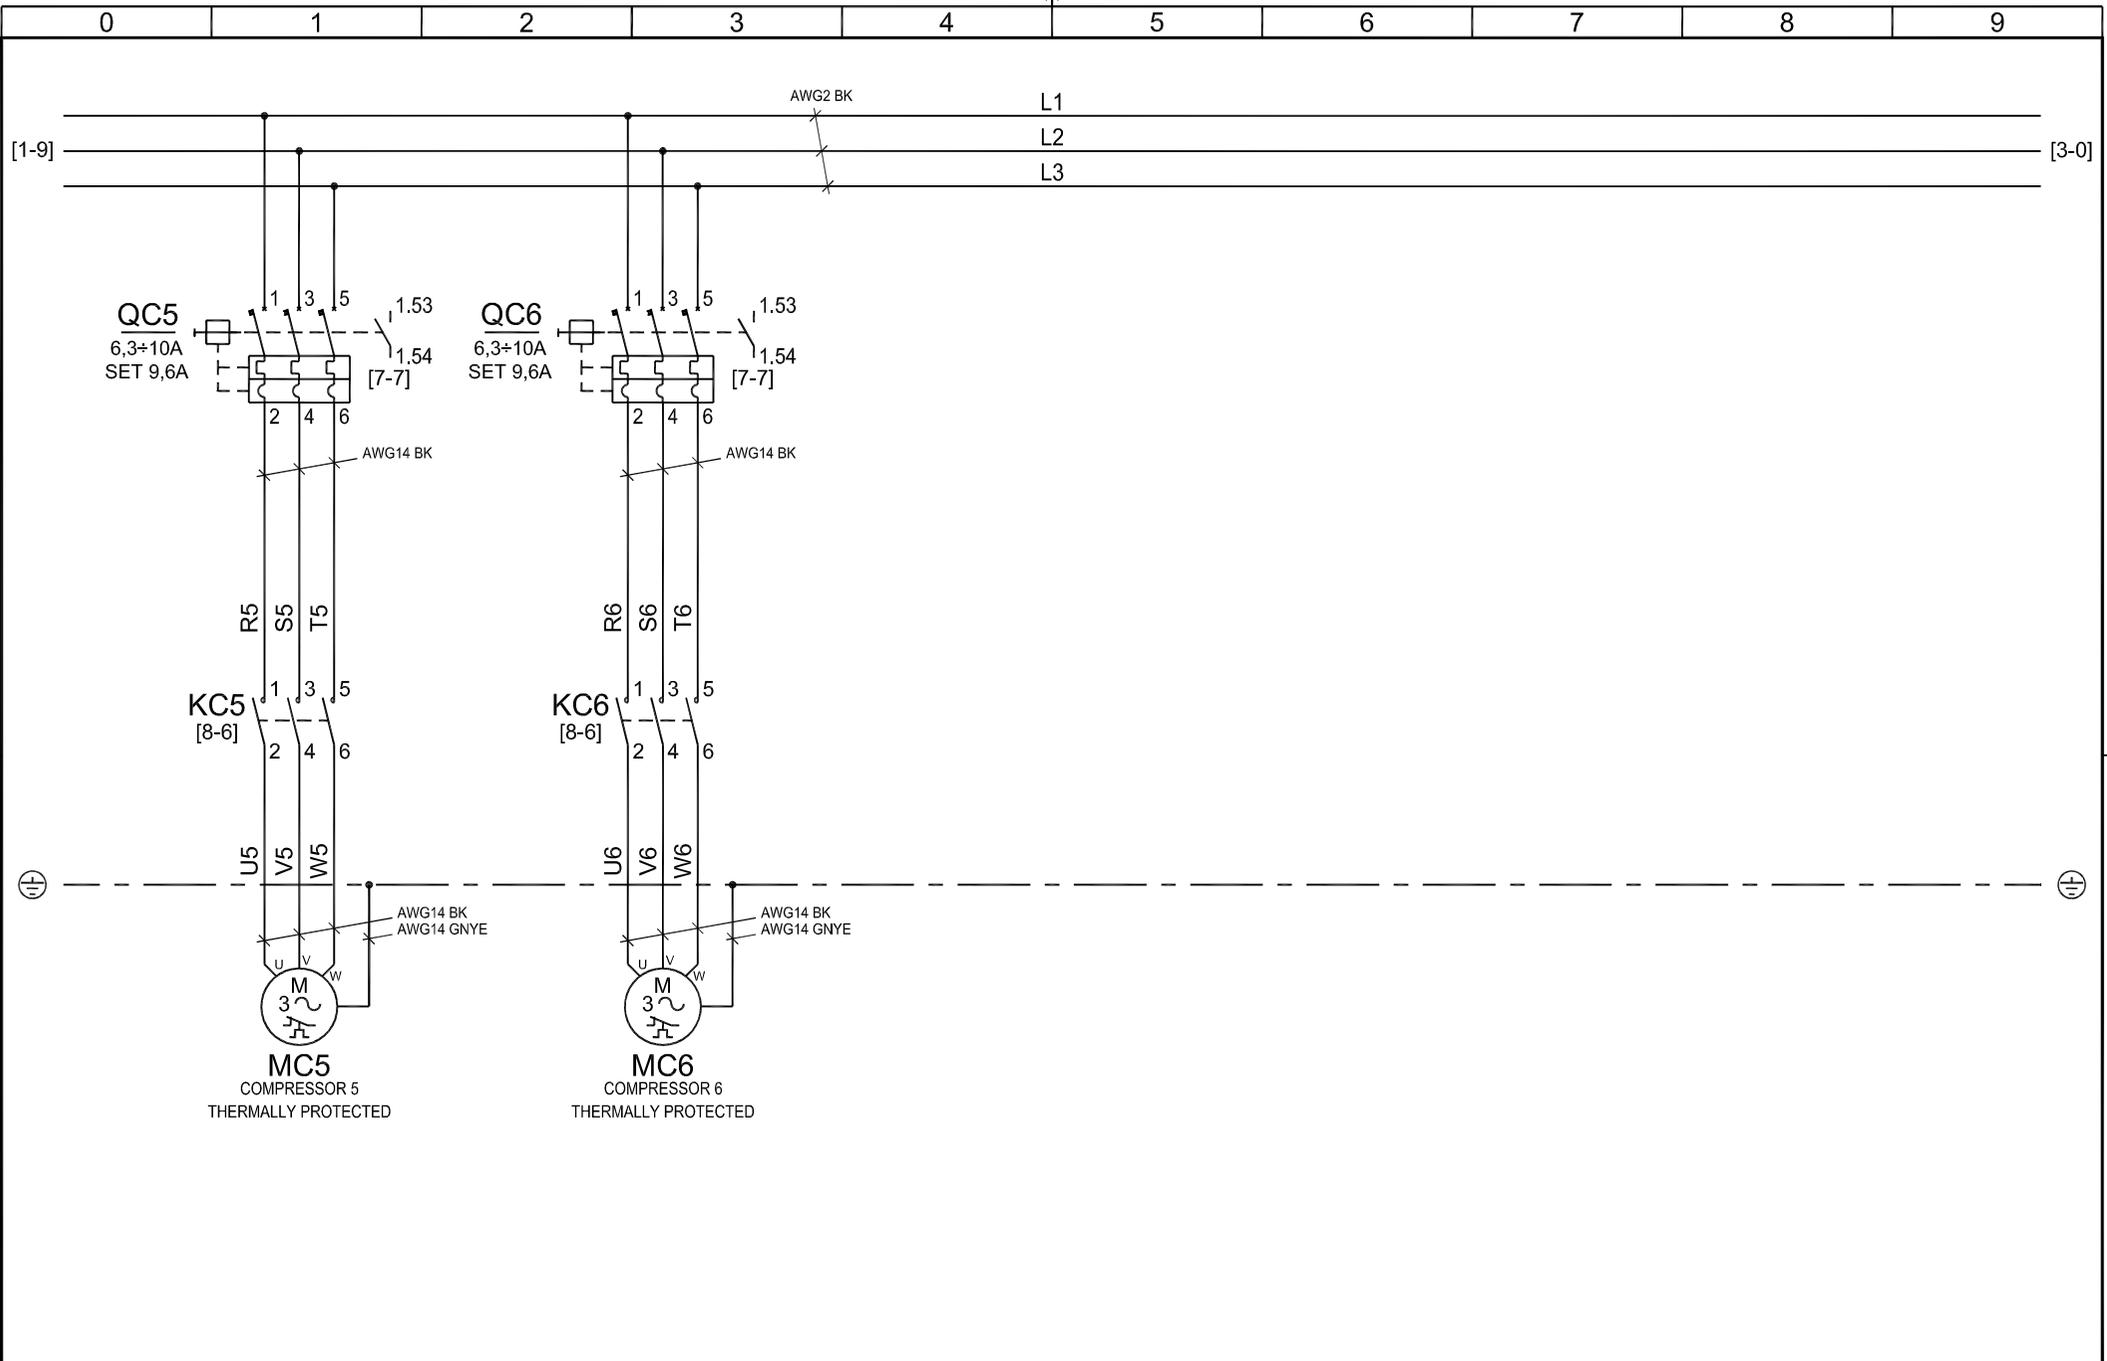 0 1 2 3 4 5 6 7 8 9
AWG2 BK
L1
[1-9] L2 [3-0]
L3
1 3 5 1.53 1 3 5 1.53
QC5 QC6
6,3÷10A 6,3÷10A
1.54 1.54
SET 9,6A [7-7] SET 9,6A [7-7]
2 4 6 2 4 6
AWG14 BK AWG14 BK
R5 S5 T5 R6 S6 T6
1 3 5 1 3 5
KC5 KC6
[8-6] [8-6]
2 4 6 2 4 6
U5 V5 W5 U6 V6 W6
AWG14 BK AWG14 BK
AWG14 GNYE AWG14 GNYE
U V W U V W
M M
3 3
MC5 MC6
COMPRESSOR 5 COMPRESSOR 6
THERMALLY PROTECTED THERMALLY PROTECTED